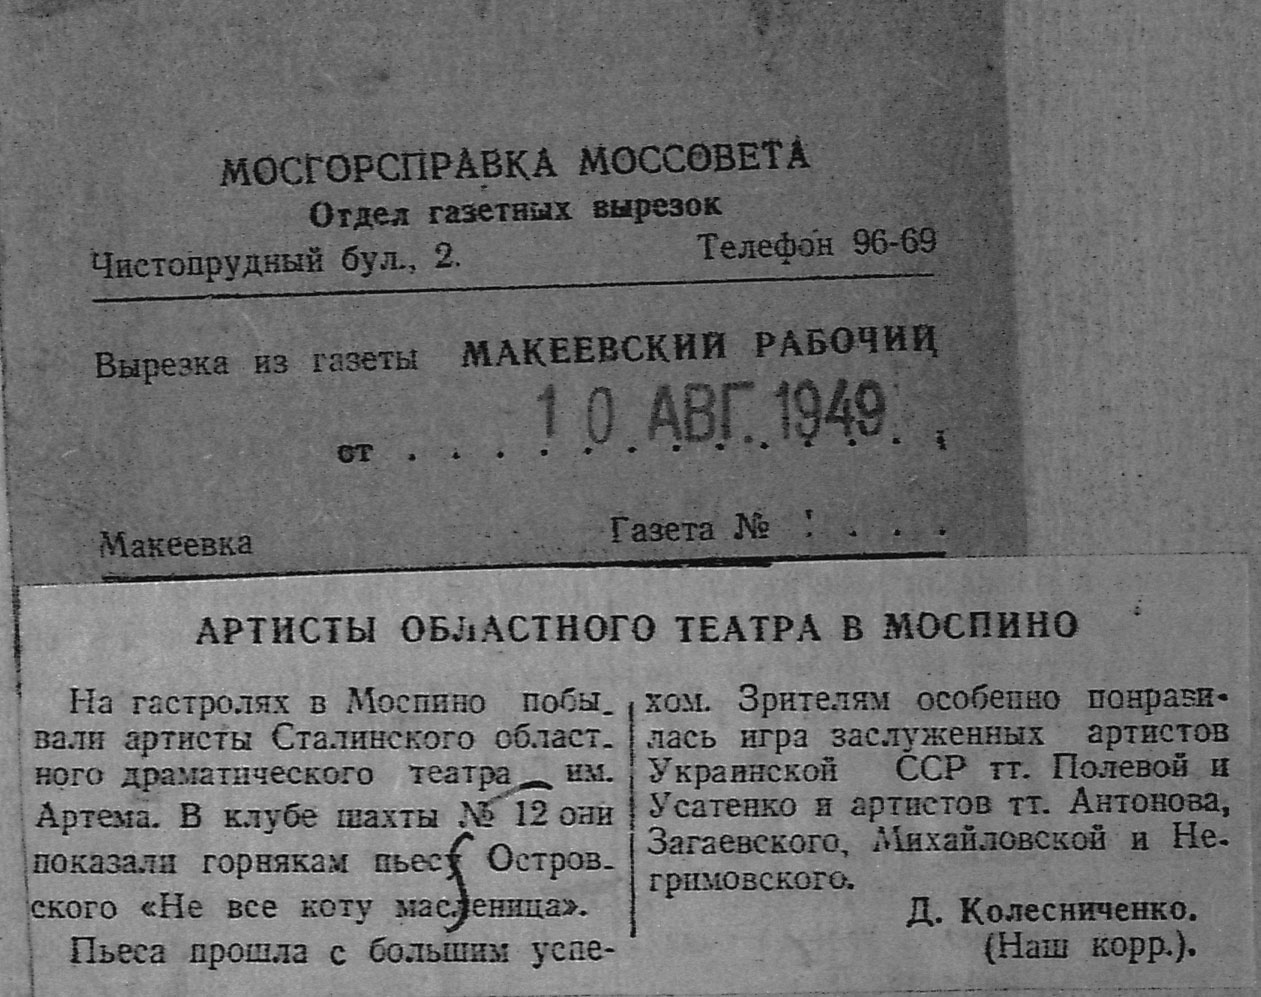 МОСГОРСПРАВКА МОССОВЕТА
Отдел газетных вырезок
Чистопрудный бул., 2. Телефон 96-69
Вырезка из газеты МАКЕЕВСКИЙ РАБОЧИЙ
от 10 АВГ. 1949
Макеевка Газета № . . . .
АРТИСТЫ ОБЛАСТНОГО ТЕАТРА В МОСПИНО
На гастролях в Моспино побы-
вали артисты Сталинского област-
ного драматического театра им.
Артема. В клубе шахты № 12 они
показали горнякам пьесу Остров-
ского «Не все коту масленица».
Пьеса прошла с большим успе-
хом. Зрителям особенно понрави-
лась игра заслуженных артистов
Украинской ССР тт. Полевой и
Усатенко и артистов тт. Антонова,
Загаевского, Михайловской и Не-
гримовского.
Д. Колесниченко.
(Наш корр.).